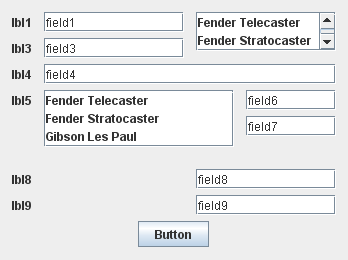 lbl1 field1 Fender Telecaster
Fender Stratocaster
lbl3 field3
lbl4 field4
lbl5 Fender Telecaster field6
Fender Stratocaster
field7
Gibson Les Paul
lbl8 field8
lbl9 field9
Button